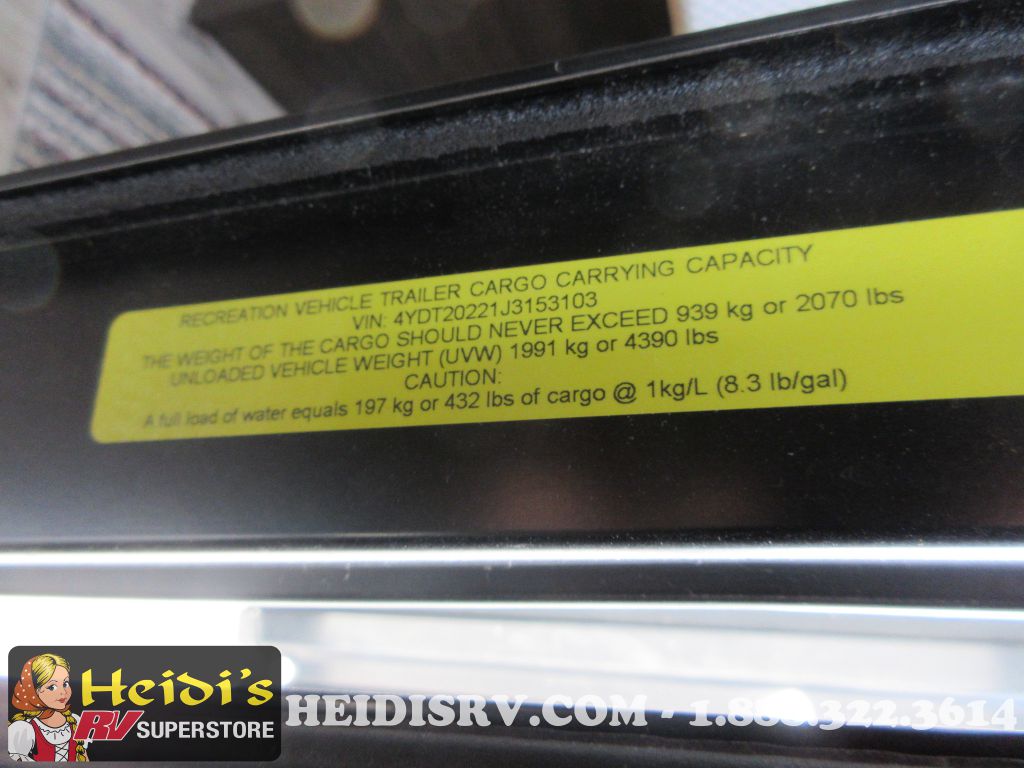 RECREATION VEHICLE TRAILER CARGO CARRYING CAPACITY
VIN: 4YDT20221J3153103
THE WEIGHT OF THE CARGO SHOULD NEVER EXCEED 939 kg or 2070 lbs
UNLOADED VEHICLE WEIGHT (UVW) 1991 kg or 4390 lbs
CAUTION:
A full load of water equals 197 kg or 432 lbs of cargo @ 1kg/L (8.3 lb/gal)
Heidi's
RV SUPERSTORE
HEIDISRV.COM - 1.888.322.3614